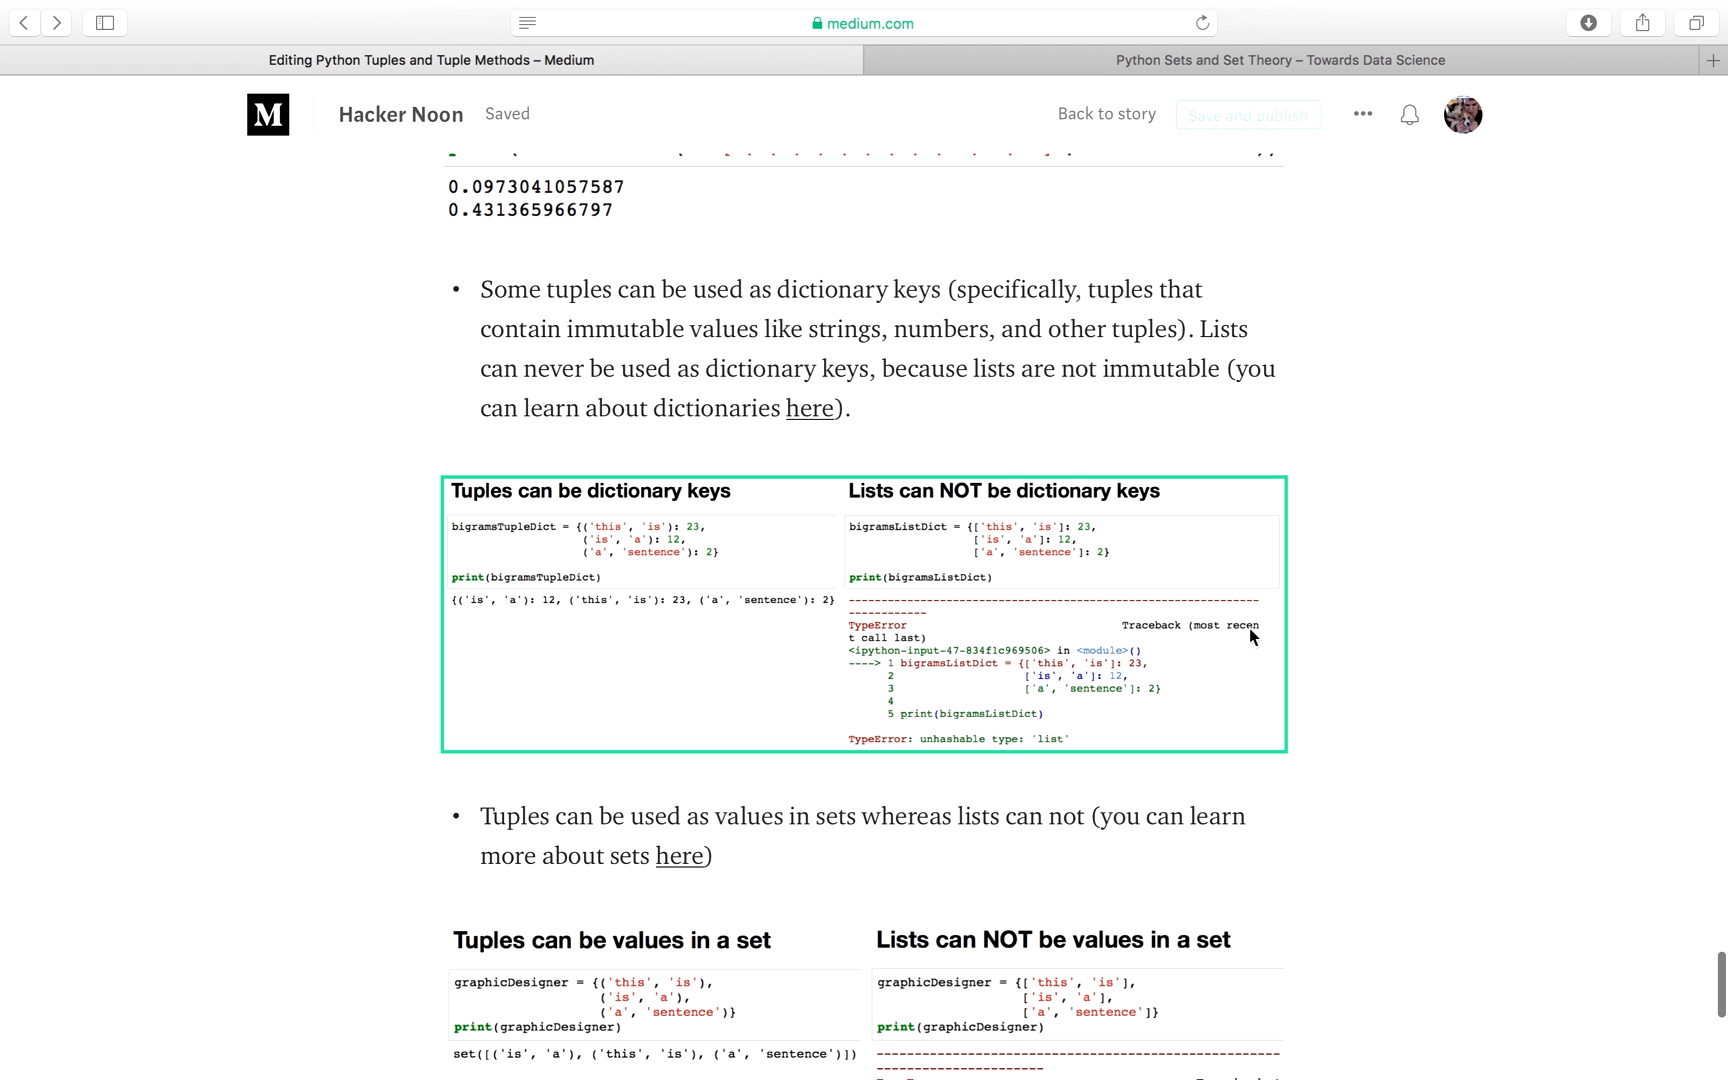 medium.com
Editing Python Tuples and Tuple Methods – Medium
Python Sets and Set Theory – Towards Data Science
M
Hacker Noon
Saved
Back to story
Save and publish
0.0973041057587
0.431365966797
• Some tuples can be used as dictionary keys (specifically, tuples that
contain immutable values like strings, numbers, and other tuples). Lists
can never be used as dictionary keys, because lists are not immutable (you
can learn about dictionaries here).
Tuples can be dictionary keys
bigramsTupleDict = {('this', 'is'): 23,
('is', 'a'): 12,
('a', 'sentence'): 2}
print(bigramsTupleDict)
{('is', 'a'): 12, ('this', 'is'): 23, ('a', 'sentence'): 2}
Lists can NOT be dictionary keys
bigramsListDict = {['this', 'is']: 23,
['is', 'a']: 12,
['a', 'sentence']: 2}
print(bigramsListDict)
---------------------------------------------------------------
------------
TypeError Traceback (most recen
t call last)
<ipython-input-47-834f1c969506> in <module>()
----> 1 bigramsListDict = {['this', 'is']: 23,
2 ['is', 'a']: 12,
3 ['a', 'sentence']: 2}
4
5 print(bigramsListDict)
TypeError: unhashable type: 'list'
• Tuples can be used as values in sets whereas lists can not (you can learn
more about sets here)
Tuples can be values in a set
graphicDesigner = {('this', 'is'),
('is', 'a'),
('a', 'sentence')}
print(graphicDesigner)
set([('is', 'a'), ('this', 'is'), ('a', 'sentence')])
Lists can NOT be values in a set
graphicDesigner = {['this', 'is'],
['is', 'a'],
['a', 'sentence']}
print(graphicDesigner)
---------------------------------------------------
---------------------